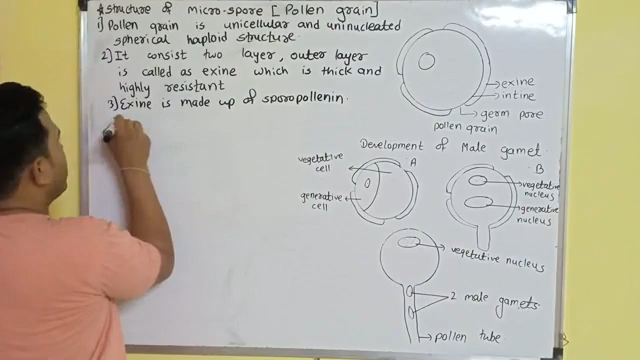 * Structure of Micro-spore [Pollen grain]
1) Pollen grain is unicellular and uninucleated
spherical haploid structure.
2) It consist two layer, outer layer
is called as exine which is thick and
highly resistant
3) Exine is made up of sporopollenin.
exine
intine
germ pore
pollen grain
Development of Male gamet.
vegetative
cell
A
generative
cell
B
vegetative
nucleus
generative
nucleus
vegetative nucleus
2 male gamets
pollen tube